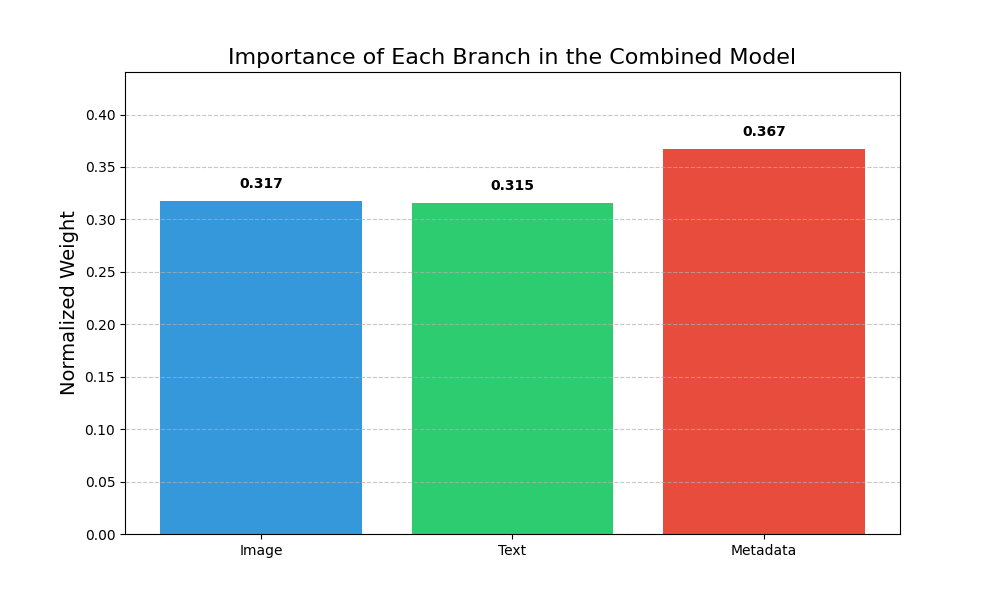 Importance of Each Branch in the Combined Model
Normalized Weight
0.40
0.35
0.30
0.25
0.20
0.15
0.10
0.05
0.00
0.317
0.315
0.367
Image
Text
Metadata